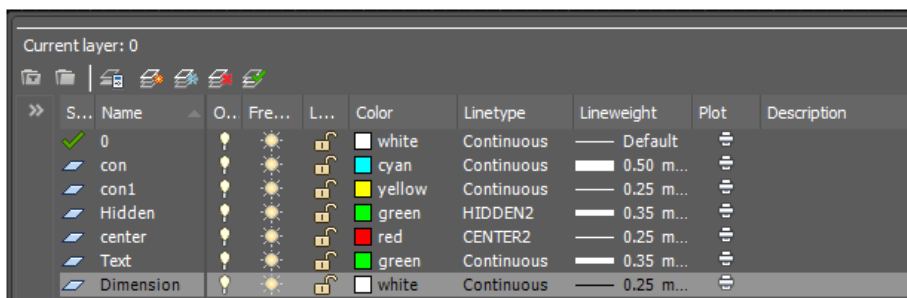 Current layer: 0
S... Name O.. Fre... L... Color Linetype Lineweight Plot Description
0 white Continuous Default
con cyan Continuous 0.50 m...
con1 yellow Continuous 0.25 m...
Hidden green HIDDEN2 0.35 m...
center red CENTER2 0.25 m...
Text green Continuous 0.35 m...
Dimension white Continuous 0.25 m...